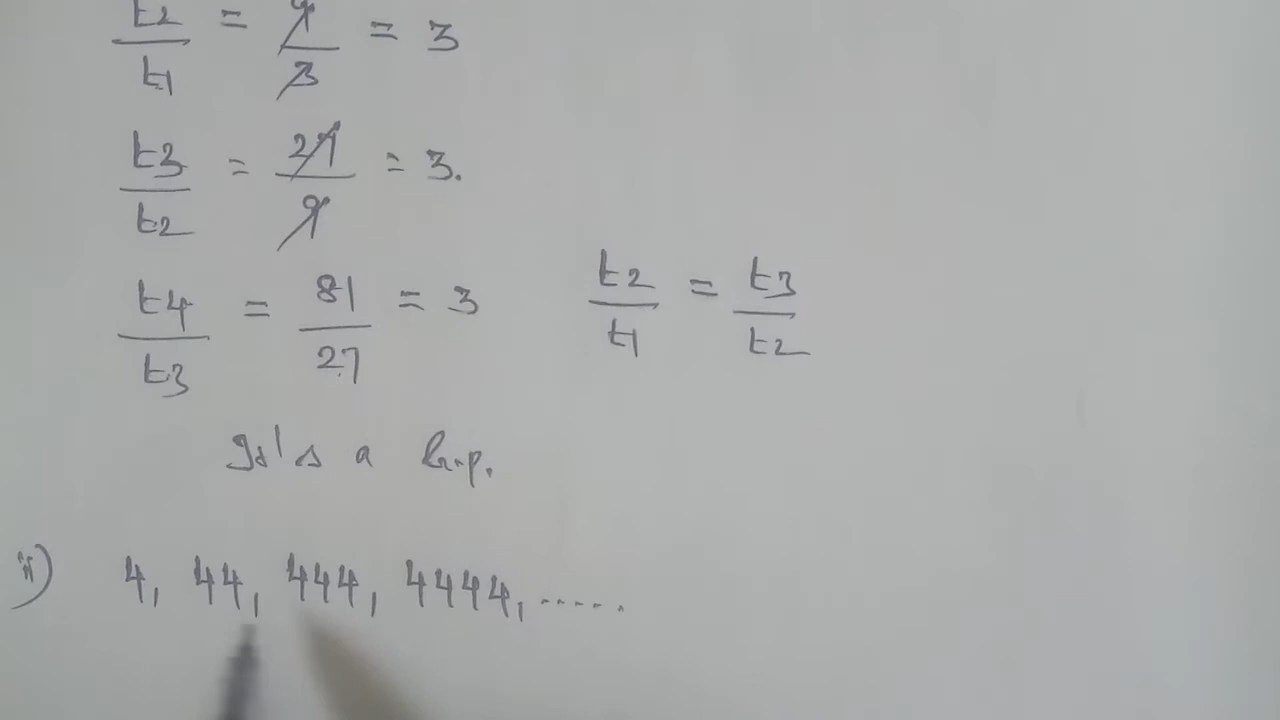 t2/t1 = 9/3 = 3
t3/t2 = 27/9 = 3.
t4/t3 = 81/27 = 3
t2/t1 = t3/t2
It's a G.p.
ii) 4, 44, 444, 4444, .....